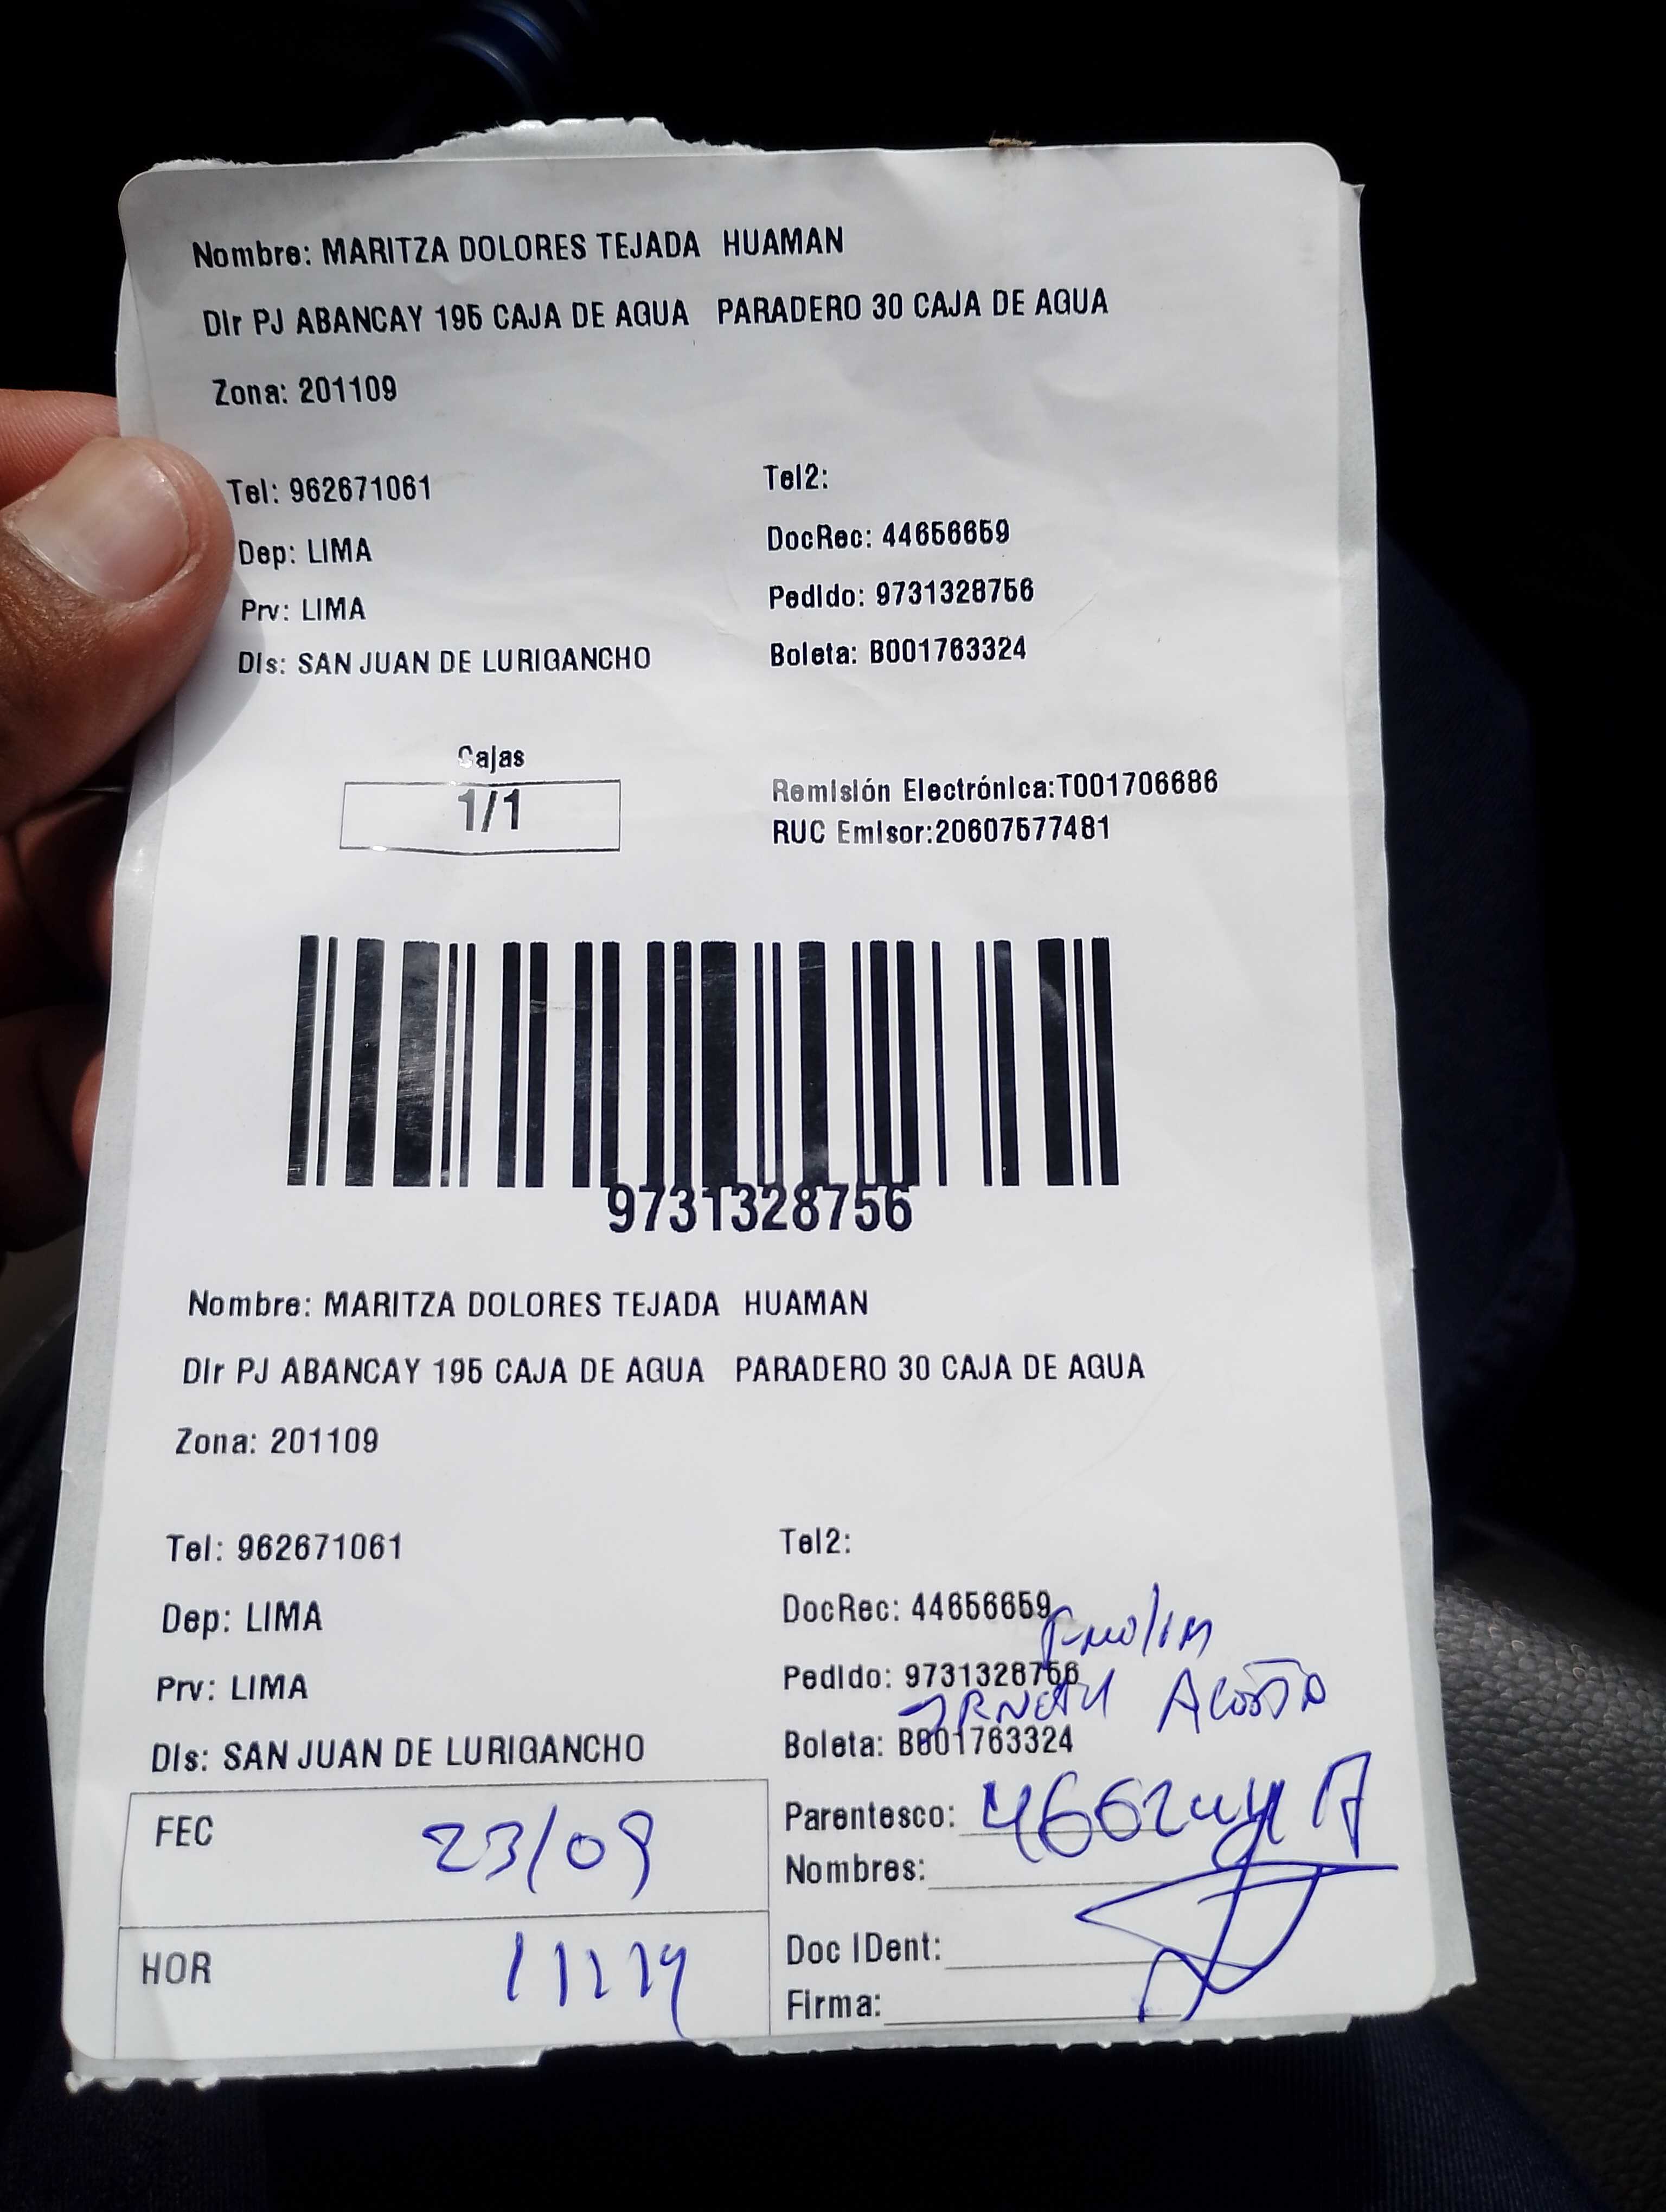 Nombre: MARITZA DOLORES TEJADA HUAMAN
Dir PJ ABANCAY 195 CAJA DE AGUA PARADERO 30 CAJA DE AGUA
Zona: 201109
Tel: 962671061 Tel2:
Dep: LIMA DocRec: 44656659
Prv: LIMA Pedido: 9731328756
Dis: SAN JUAN DE LURIGANCHO Boleta: B001763324
Cajas
1/1
Remisión Electrónica:T001706686
RUC Emisor:20607577481
9731328756
Nombre: MARITZA DOLORES TEJADA HUAMAN
Dir PJ ABANCAY 195 CAJA DE AGUA PARADERO 30 CAJA DE AGUA
Zona: 201109
Tel: 962671061 Tel2:
Dep: LIMA DocRec: 44656659
Prv: LIMA Pedido: 9731328756
ACOSTA
Dis: SAN JUAN DE LURIGANCHO Boleta: B001763324
FEC 23/09 Parentesco:
Nombres:
HOR Doc IDent:
Firma: